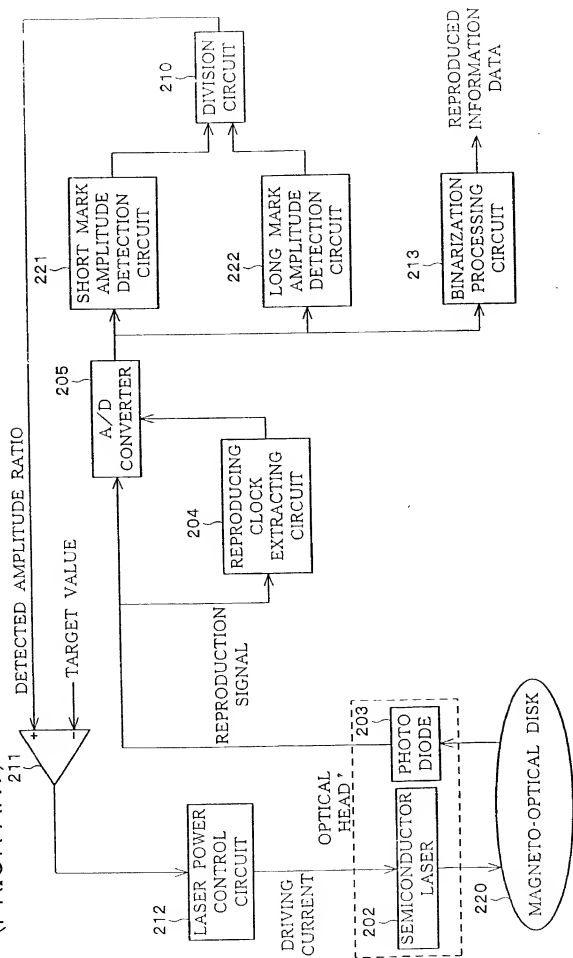 (PRIOR ART)
DETECTED AMPLITUDE RATIO
TARGET VALUE
+
-
211
212
LASER POWER
CONTROL
CIRCUIT
DRIVING
CURRENT
OPTICAL
HEAD'
202
SEMICONDUCTOR
LASER
203
PHOTO
DIODE
220
MAGNETO-OPTICAL DISK
REPRODUCTION
SIGNAL
204
REPRODUCING
CLOCK
EXTRACTING
CIRCUIT
205
A/D
CONVERTER
221
SHORT MARK
AMPLITUDE
DETECTION
CIRCUIT
222
LONG MARK
AMPLITUDE
DETECTION
CIRCUIT
210
DIVISION
CIRCUIT
213
BINARIZATION
PROCESSING
CIRCUIT
REPRODUCED
INFORMATION
DATA